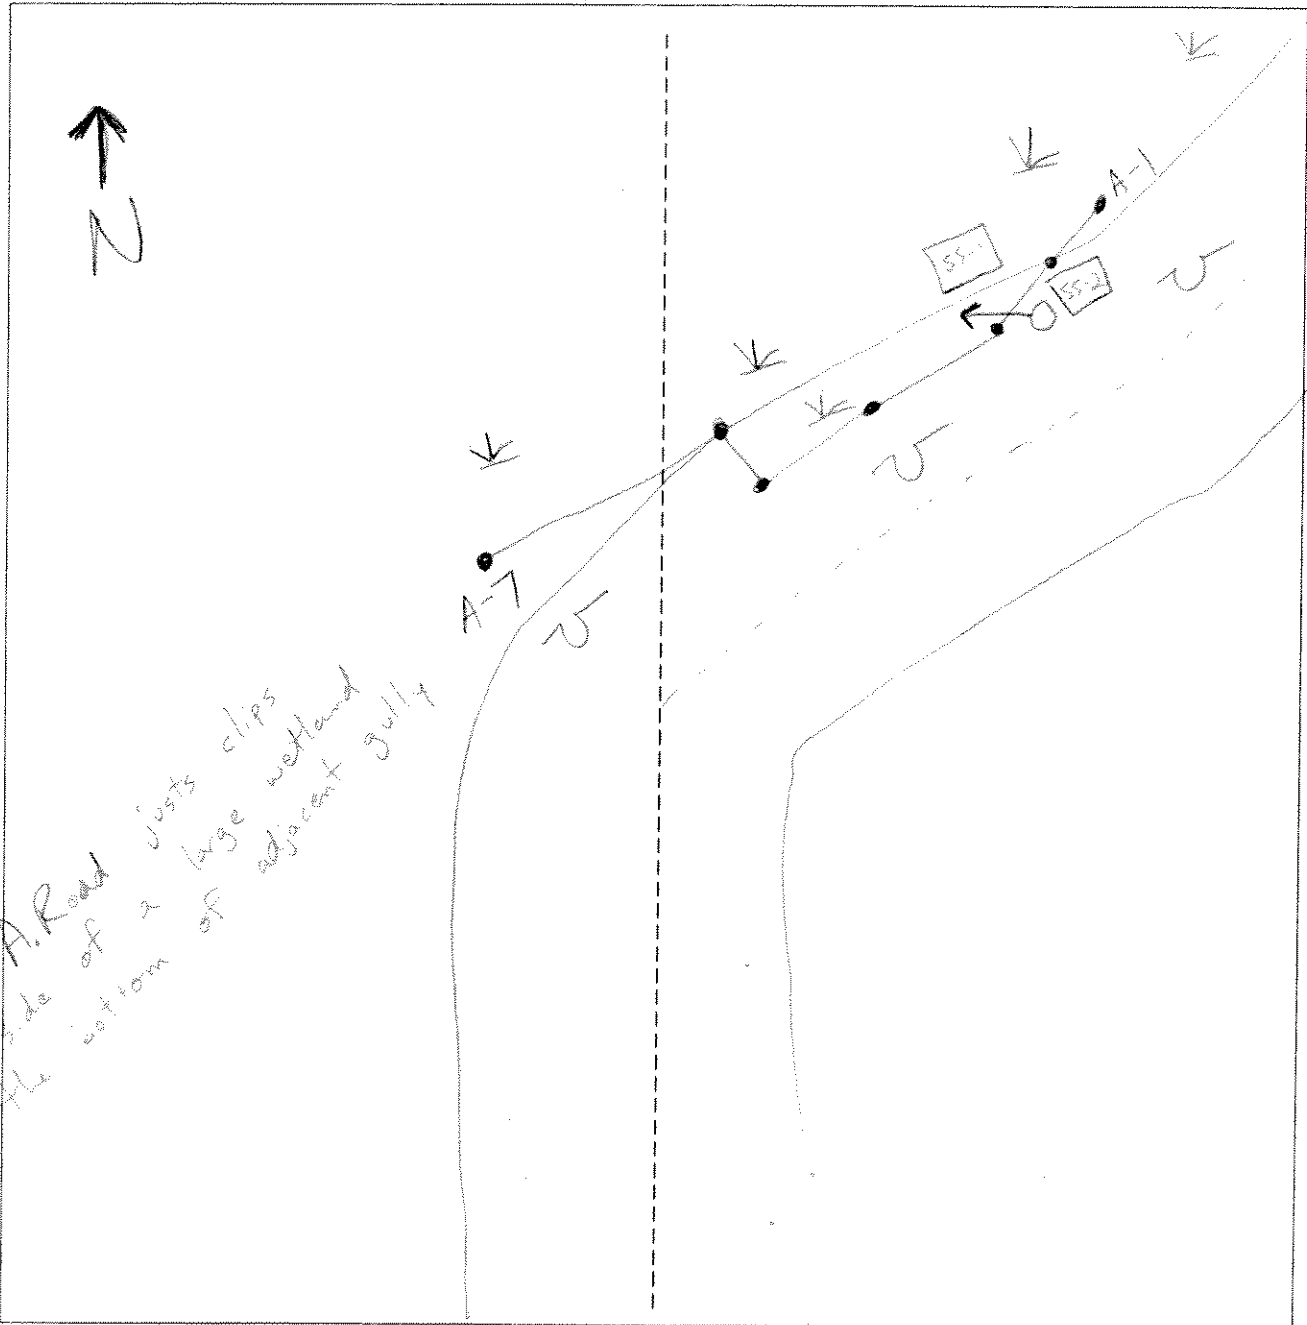 N
A-1
SS-1
SS-2
A-7
A.Road justs clips
side of a large wetland
the bottom of adjacent gully
U
U
U